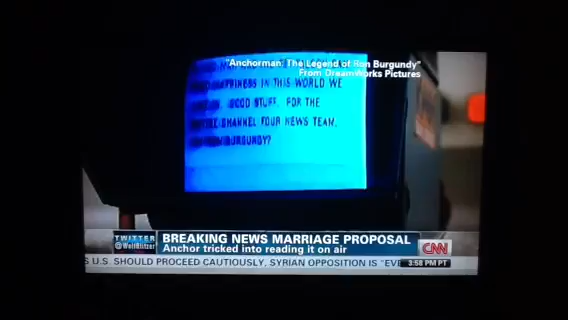 "Anchorman: The Legend of Ron Burgundy"
From DreamWorks Pictures
HAPPINESS IN THIS WORLD WE
GOOD STUFF. FOR THE
CHANNEL FOUR NEWS TEAM,
BURGUNDY?
TWITTER
@WolfBlitzer
BREAKING NEWS MARRIAGE PROPOSAL
Anchor tricked into reading it on air
CNN
S U.S. SHOULD PROCEED CAUTIOUSLY, SYRIAN OPPOSITION IS "EV
3:58 PM PT